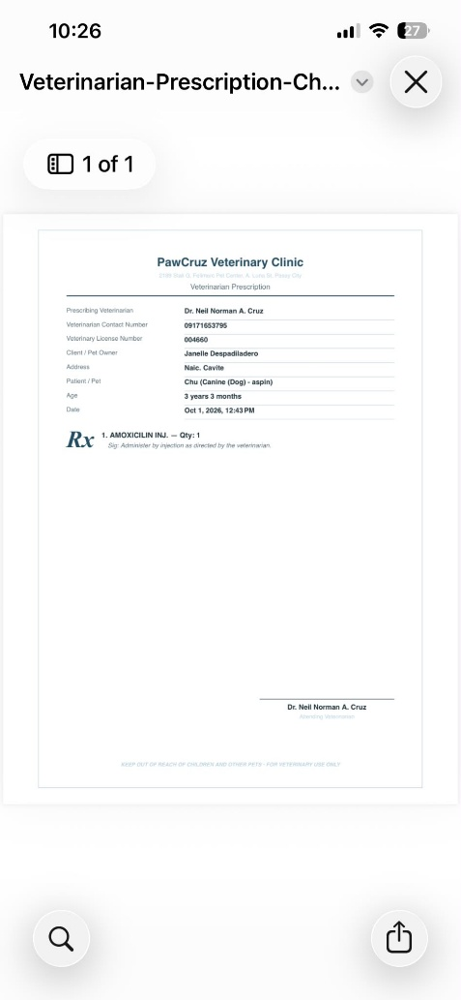 10:26
27
Veterinarian-Prescription-Ch...
1 of 1
PawCruz Veterinary Clinic
Veterinarian Prescription
Prescribing Veterinarian Dr. Neil Norman A. Cruz
Veterinarian Contact Number 09171653795
Veterinary License Number 004660
Client / Pet Owner Janelle Despadiladero
Address Naic. Cavite
Patient / Pet Chu (Canine (Dog) - aspin)
Age 3 years 3 months
Date Oct 1, 2026, 12:43 PM
Rx 1. AMOXICILIN INJ. — Qty: 1
Sig: Administer by injection as directed by the veterinarian.
Dr. Neil Norman A. Cruz
Veterinarian
KEEP OUT OF REACH OF CHILDREN AND OTHER PETS - FOR VETERINARY USE ONLY